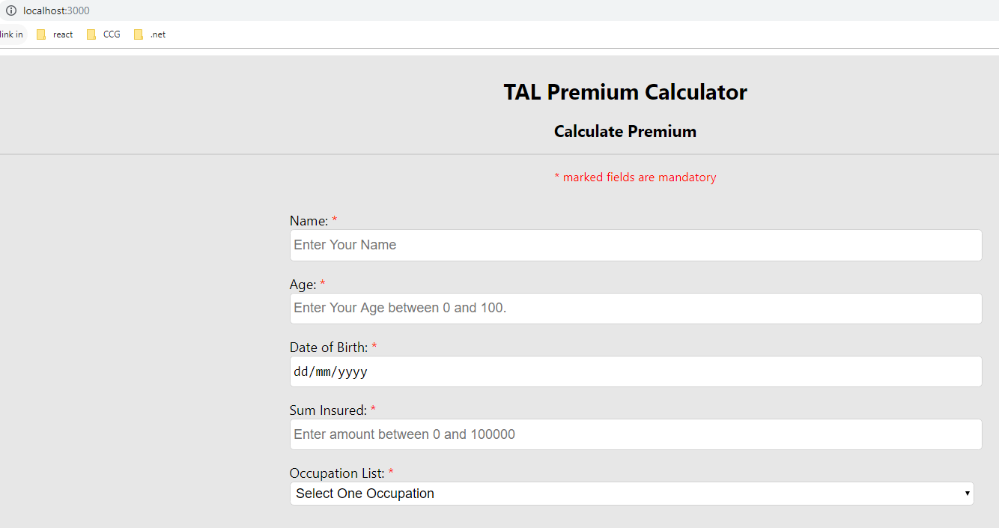 localhost:3000
link in react CCG .net
TAL Premium Calculator
Calculate Premium
* marked fields are mandatory
Name: *
Enter Your Name
Age: *
Enter Your Age between 0 and 100.
Date of Birth: *
dd/mm/yyyy
Sum Insured: *
Enter amount between 0 and 100000
Occupation List: *
Select One Occupation